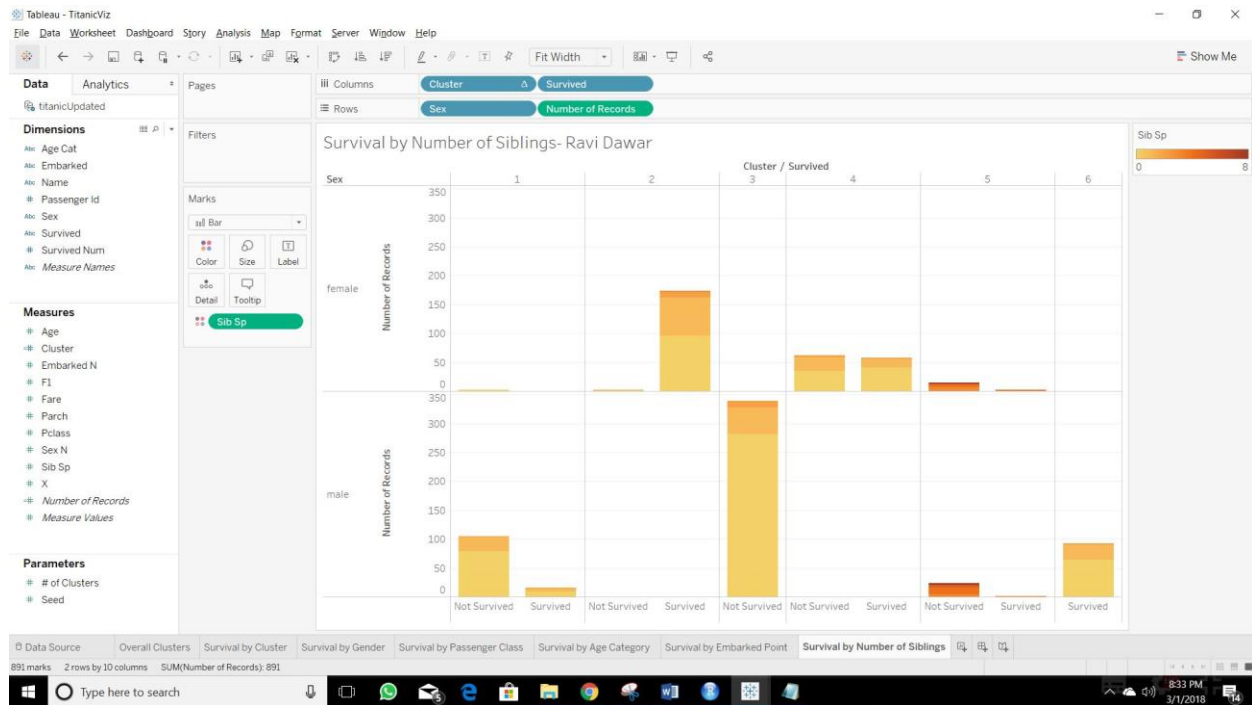 Tableau - TitanicViz
File Data Worksheet Dashboard Story Analysis Map Format Server Window Help
Fit Width
Show Me
Data Analytics
titanicUpdated
Dimensions
Abc Age Cat
Abc Embarked
Abc Name
# Passenger Id
Abc Sex
Abc Survived
# Survived Num
Abc Measure Names
Measures
# Age
=# Cluster
# Embarked N
# F1
# Fare
# Parch
# Pclass
# Sex N
# Sib Sp
# X
=# Number of Records
# Measure Values
Parameters
# # of Clusters
# Seed
Pages
Filters
Marks
Bar
Color Size Label
Detail Tooltip
Sib Sp
iii Columns Cluster Δ Survived
Rows Sex Number of Records
Survival by Number of Siblings- Ravi Dawar
Cluster / Survived
Sex 1 2 3 4 5 6
female
Number of Records
350
300
250
200
150
100
50
0
male
Number of Records
350
300
250
200
150
100
50
0
Not Survived Survived Not Survived Survived Not Survived Not Survived Survived Not Survived Survived Survived
Sib Sp
0 8
Data Source Overall Clusters Survival by Cluster Survival by Gender Survival by Passenger Class Survival by Age Category Survival by Embarked Point Survival by Number of Siblings
891 marks 2 rows by 10 columns SUM(Number of Records): 891
Type here to search
8:33 PM
3/1/2018
14